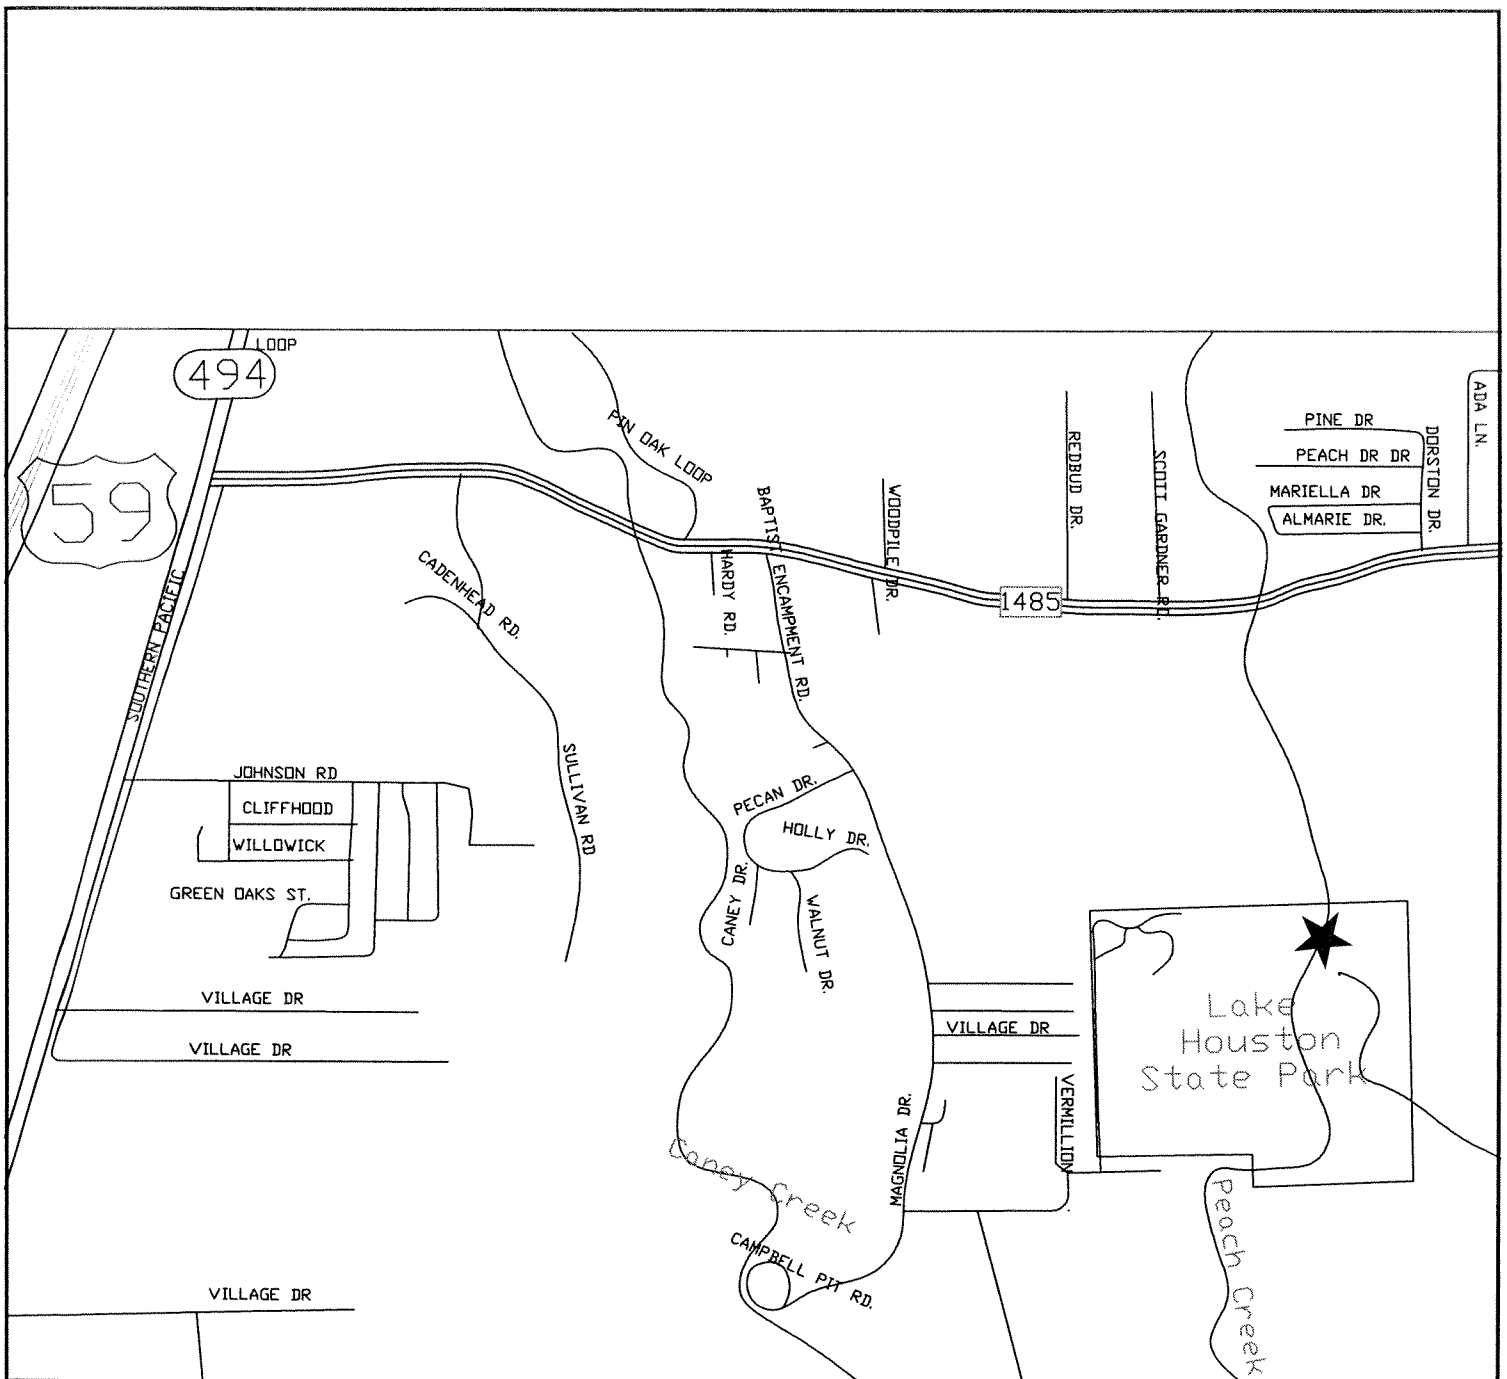 LOOP
494
59
PIN OAK LOOP
PINE DR
PEACH DR DR
MARIELLA DR
ALMARIE DR.
DORSTON DR.
ADA LN.
REDBUD DR.
SCOTT GARDNER RD.
WOODPILE DR.
BAPTIST ENCAMPMENT RD.
HARDY RD.
1485
CADENHEAD RD.
SOUTHERN PACIFIC
SULLIVAN RD
JOHNSON RD
CLIFFHOOD
WILLOWICK
GREEN OAKS ST.
PECAN DR.
HOLLY DR.
CANEY DR.
WALNUT DR.
VILLAGE DR
VILLAGE DR
VILLAGE DR
Lake
Houston
State Park
VERMILLION
MAGNOLIA DR.
Caney Creek
Peach Creek
CAMPBELL PIT RD.
VILLAGE DR